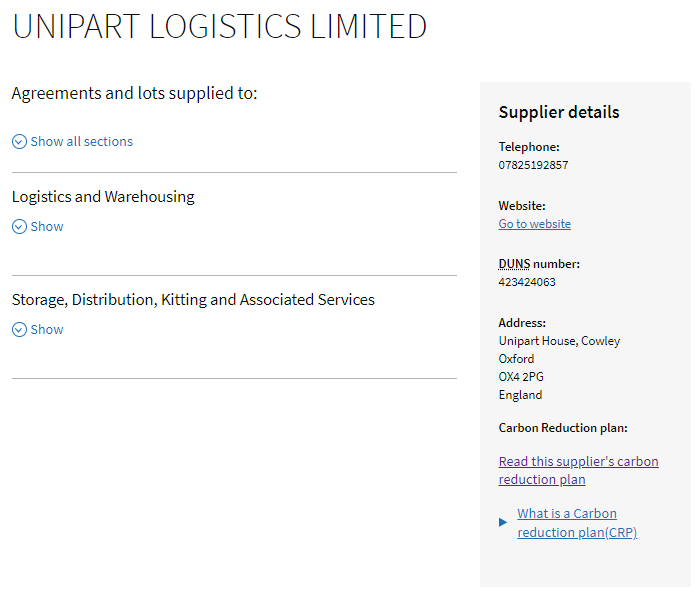 UNIPART LOGISTICS LIMITED
Agreements and lots supplied to:
Show all sections
Logistics and Warehousing
Show
Storage, Distribution, Kitting and Associated Services
Show
Supplier details
Telephone:
07825192857
Website:
Go to website
DUNS number:
423424063
Address:
Unipart House, Cowley
Oxford
OX4 2PG
England
Carbon Reduction plan:
Read this supplier's carbon
reduction plan
What is a Carbon
reduction plan(CRP)